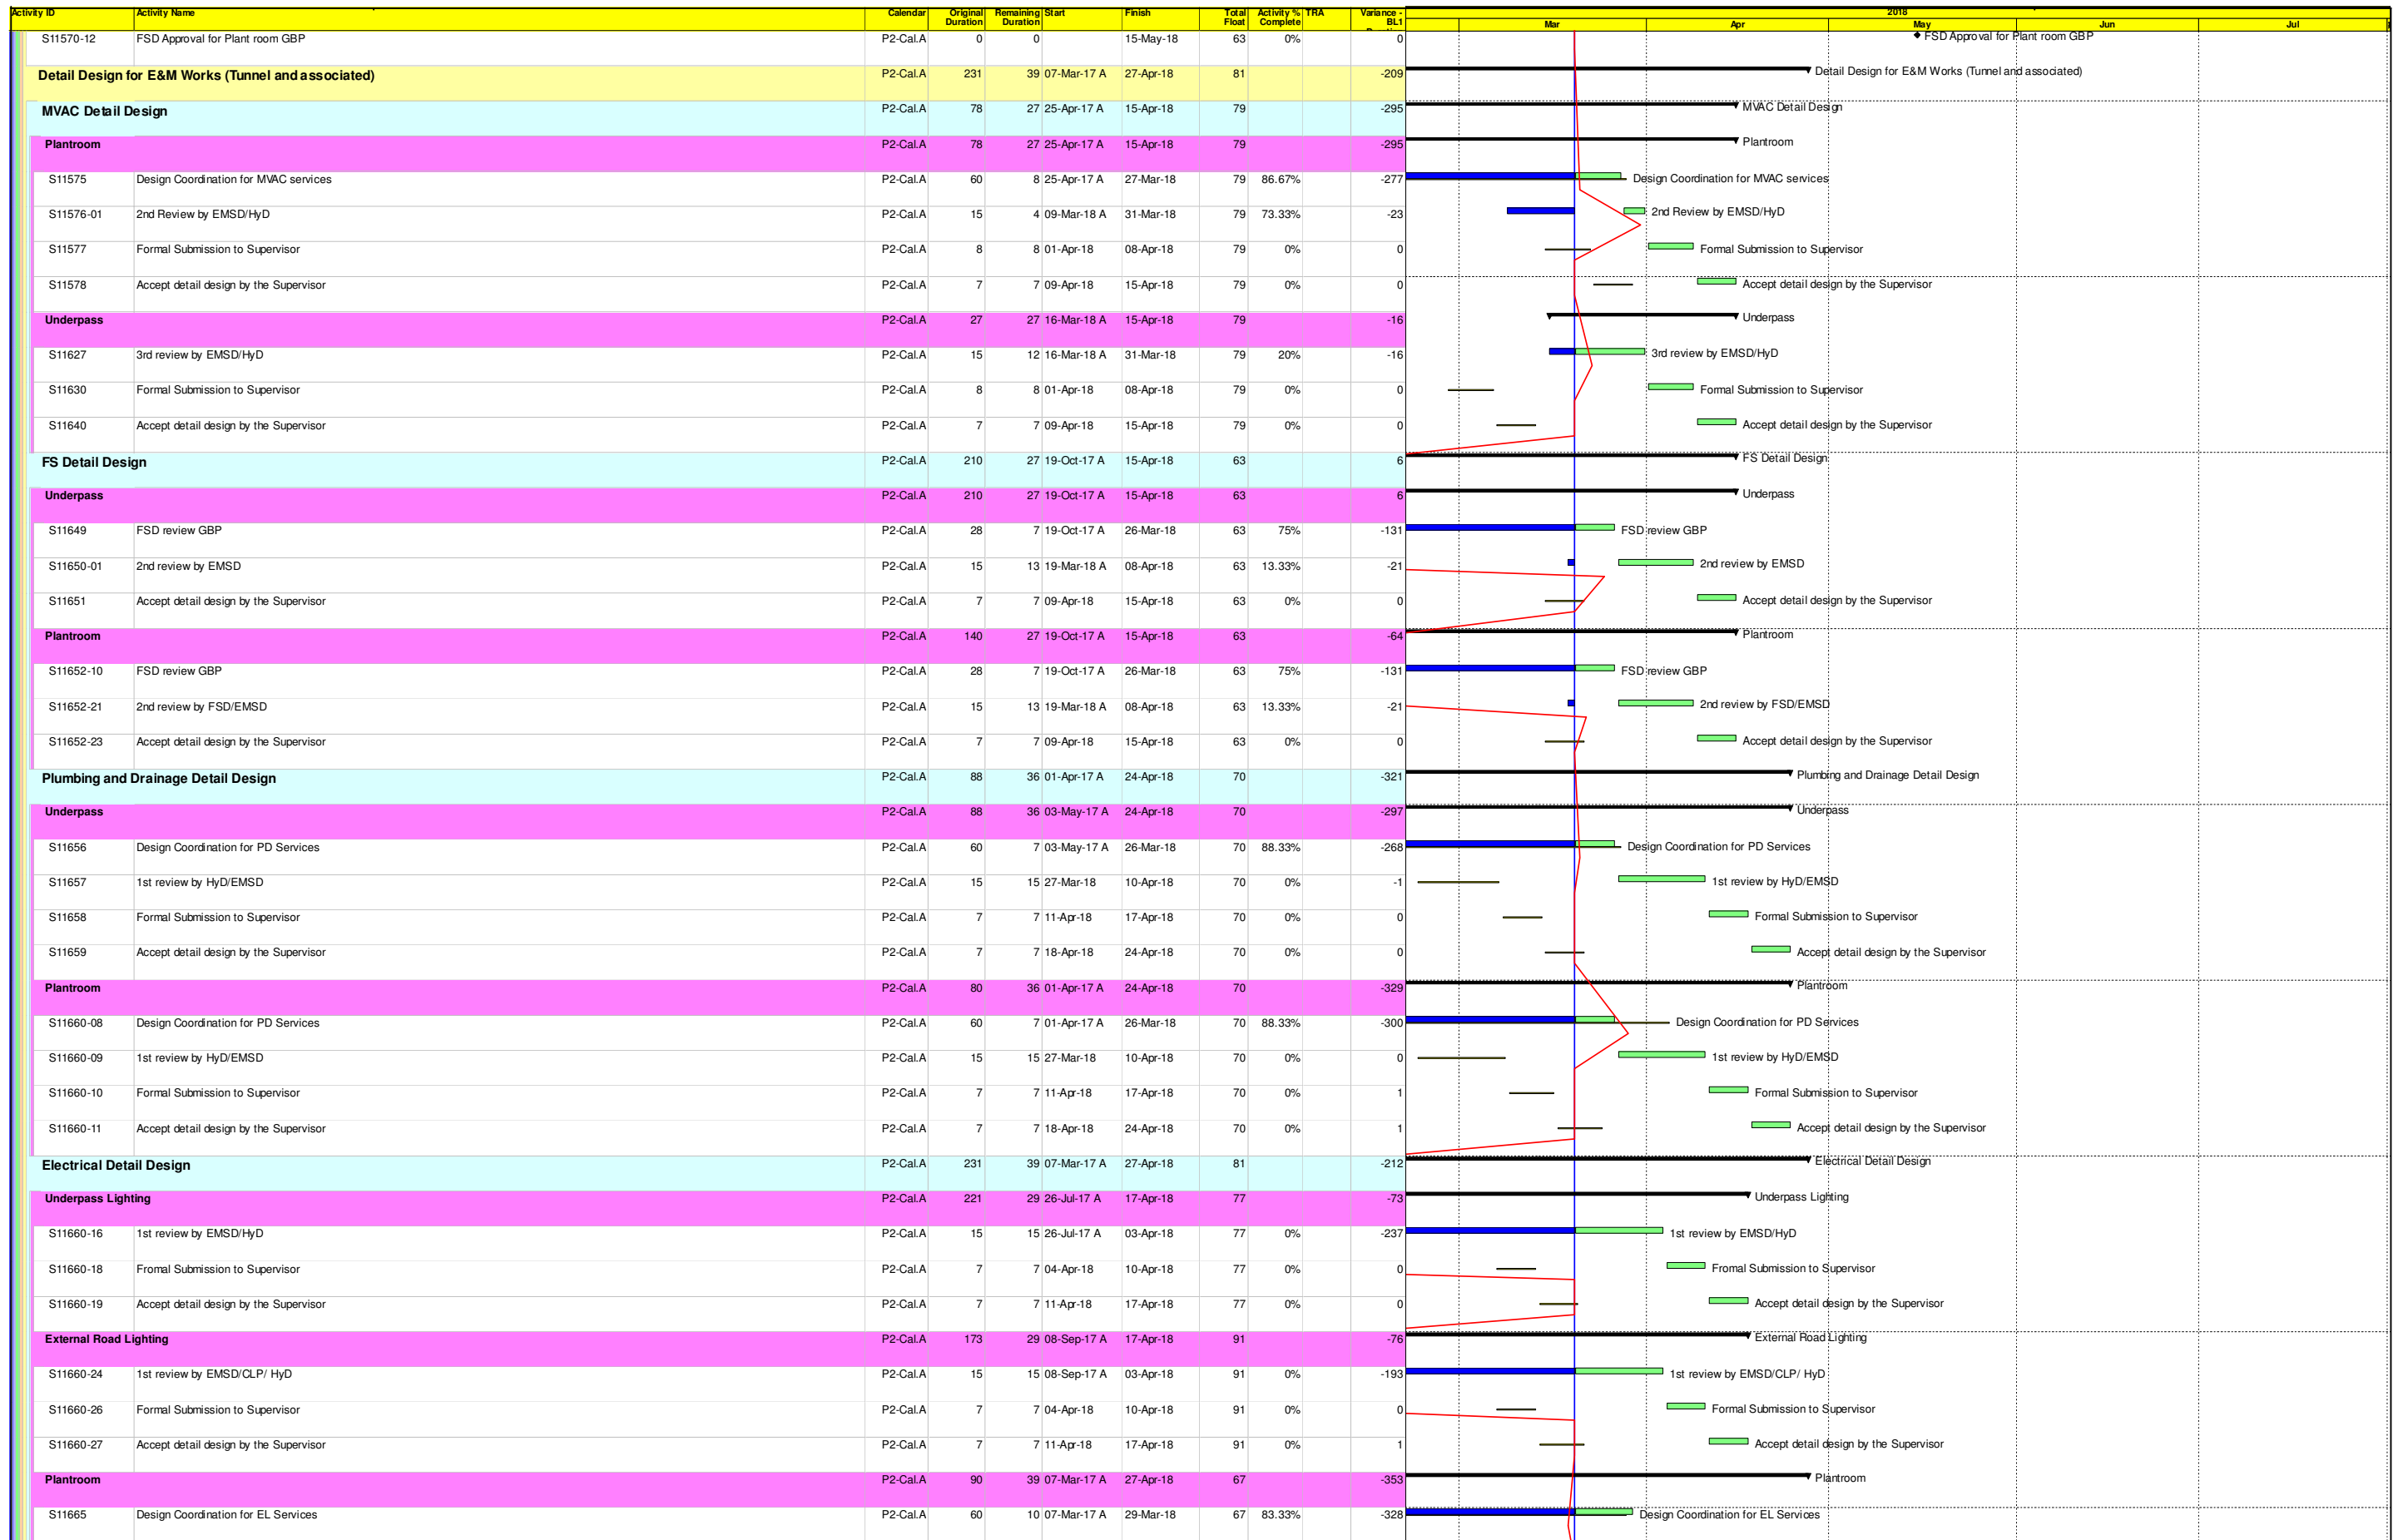 Activity ID Activity Name Calendar Original Duration Remaining Duration Start Finish Total Float Activity % Complete TRA Variance - BL1 2018
Mar Apr May Jun Jul
S11570-12 FSD Approval for Plant room GBP P2-Cal.A 0 0 15-May-18 63 0% 0 FSD Approval for Plant room GBP
Detail Design for E&M Works (Tunnel and associated) P2-Cal.A 231 39 07-Mar-17 A 27-Apr-18 81 -209 Detail Design for E&M Works (Tunnel and associated)
MVAC Detail Design P2-Cal.A 78 27 25-Apr-17 A 15-Apr-18 79 -295 MVAC Detail Design
Plantroom P2-Cal.A 78 27 25-Apr-17 A 15-Apr-18 79 -295 Plantroom
S11575 Design Coordination for MVAC services P2-Cal.A 60 8 25-Apr-17 A 27-Mar-18 79 86.67% -277 Design Coordination for MVAC services
S11576-01 2nd Review by EMSD/HyD P2-Cal.A 15 4 09-Mar-18 A 31-Mar-18 79 73.33% -23 2nd Review by EMSD/HyD
S11577 Formal Submission to Supervisor P2-Cal.A 8 8 01-Apr-18 08-Apr-18 79 0% 0 Formal Submission to Supervisor
S11578 Accept detail design by the Supervisor P2-Cal.A 7 7 09-Apr-18 15-Apr-18 79 0% 0 Accept detail design by the Supervisor
Underpass P2-Cal.A 27 27 16-Mar-18 A 15-Apr-18 79 -16 Underpass
S11627 3rd review by EMSD/HyD P2-Cal.A 15 12 16-Mar-18 A 31-Mar-18 79 20% -16 3rd review by EMSD/HyD
S11630 Formal Submission to Supervisor P2-Cal.A 8 8 01-Apr-18 08-Apr-18 79 0% 0 Formal Submission to Supervisor
S11640 Accept detail design by the Supervisor P2-Cal.A 7 7 09-Apr-18 15-Apr-18 79 0% 0 Accept detail design by the Supervisor
FS Detail Design P2-Cal.A 210 27 19-Oct-17 A 15-Apr-18 63 6 FS Detail Design
Underpass P2-Cal.A 210 27 19-Oct-17 A 15-Apr-18 63 6 Underpass
S11649 FSD review GBP P2-Cal.A 28 7 19-Oct-17 A 26-Mar-18 63 75% -131 FSD review GBP
S11650-01 2nd review by EMSD P2-Cal.A 15 13 19-Mar-18 A 08-Apr-18 63 13.33% -21 2nd review by EMSD
S11651 Accept detail design by the Supervisor P2-Cal.A 7 7 09-Apr-18 15-Apr-18 63 0% 0 Accept detail design by the Supervisor
Plantroom P2-Cal.A 140 27 19-Oct-17 A 15-Apr-18 63 -64 Plantroom
S11652-10 FSD review GBP P2-Cal.A 28 7 19-Oct-17 A 26-Mar-18 63 75% -131 FSD review GBP
S11652-21 2nd review by FSD/EMSD P2-Cal.A 15 13 19-Mar-18 A 08-Apr-18 63 13.33% -21 2nd review by FSD/EMSD
S11652-23 Accept detail design by the Supervisor P2-Cal.A 7 7 09-Apr-18 15-Apr-18 63 0% 0 Accept detail design by the Supervisor
Plumbing and Drainage Detail Design P2-Cal.A 88 36 01-Apr-17 A 24-Apr-18 70 -321 Plumbing and Drainage Detail Design
Underpass P2-Cal.A 88 36 03-May-17 A 24-Apr-18 70 -297 Underpass
S11656 Design Coordination for PD Services P2-Cal.A 60 7 03-May-17 A 26-Mar-18 70 88.33% -268 Design Coordination for PD Services
S11657 1st review by HyD/EMSD P2-Cal.A 15 15 27-Mar-18 10-Apr-18 70 0% -1 1st review by HyD/EMSD
S11658 Formal Submission to Supervisor P2-Cal.A 7 7 11-Apr-18 17-Apr-18 70 0% 0 Formal Submission to Supervisor
S11659 Accept detail design by the Supervisor P2-Cal.A 7 7 18-Apr-18 24-Apr-18 70 0% 0 Accept detail design by the Supervisor
Plantroom P2-Cal.A 80 36 01-Apr-17 A 24-Apr-18 70 -329 Plantroom
S11660-08 Design Coordination for PD Services P2-Cal.A 60 7 01-Apr-17 A 26-Mar-18 70 88.33% -300 Design Coordination for PD Services
S11660-09 1st review by HyD/EMSD P2-Cal.A 15 15 27-Mar-18 10-Apr-18 70 0% 0 1st review by HyD/EMSD
S11660-10 Formal Submission to Supervisor P2-Cal.A 7 7 11-Apr-18 17-Apr-18 70 0% 1 Formal Submission to Supervisor
S11660-11 Accept detail design by the Supervisor P2-Cal.A 7 7 18-Apr-18 24-Apr-18 70 0% 1 Accept detail design by the Supervisor
Electrical Detail Design P2-Cal.A 231 39 07-Mar-17 A 27-Apr-18 81 -212 Electrical Detail Design
Underpass Lighting P2-Cal.A 221 29 26-Jul-17 A 17-Apr-18 77 -73 Underpass Lighting
S11660-16 1st review by EMSD/HyD P2-Cal.A 15 15 26-Jul-17 A 03-Apr-18 77 0% -237 1st review by EMSD/HyD
S11660-18 Fromal Submission to Supervisor P2-Cal.A 7 7 04-Apr-18 10-Apr-18 77 0% 0 Fromal Submission to Supervisor
S11660-19 Accept detail design by the Supervisor P2-Cal.A 7 7 11-Apr-18 17-Apr-18 77 0% 0 Accept detail design by the Supervisor
External Road Lighting P2-Cal.A 173 29 08-Sep-17 A 17-Apr-18 91 -76 External Road Lighting
S11660-24 1st review by EMSD/CLP/ HyD P2-Cal.A 15 15 08-Sep-17 A 03-Apr-18 91 0% -193 1st review by EMSD/CLP/ HyD
S11660-26 Formal Submission to Supervisor P2-Cal.A 7 7 04-Apr-18 10-Apr-18 91 0% 0 Formal Submission to Supervisor
S11660-27 Accept detail design by the Supervisor P2-Cal.A 7 7 11-Apr-18 17-Apr-18 91 0% 1 Accept detail design by the Supervisor
Plantroom P2-Cal.A 90 39 07-Mar-17 A 27-Apr-18 67 -353 Plantroom
S11665 Design Coordination for EL Services P2-Cal.A 60 10 07-Mar-17 A 29-Mar-18 67 83.33% -328 Design Coordination for EL Services